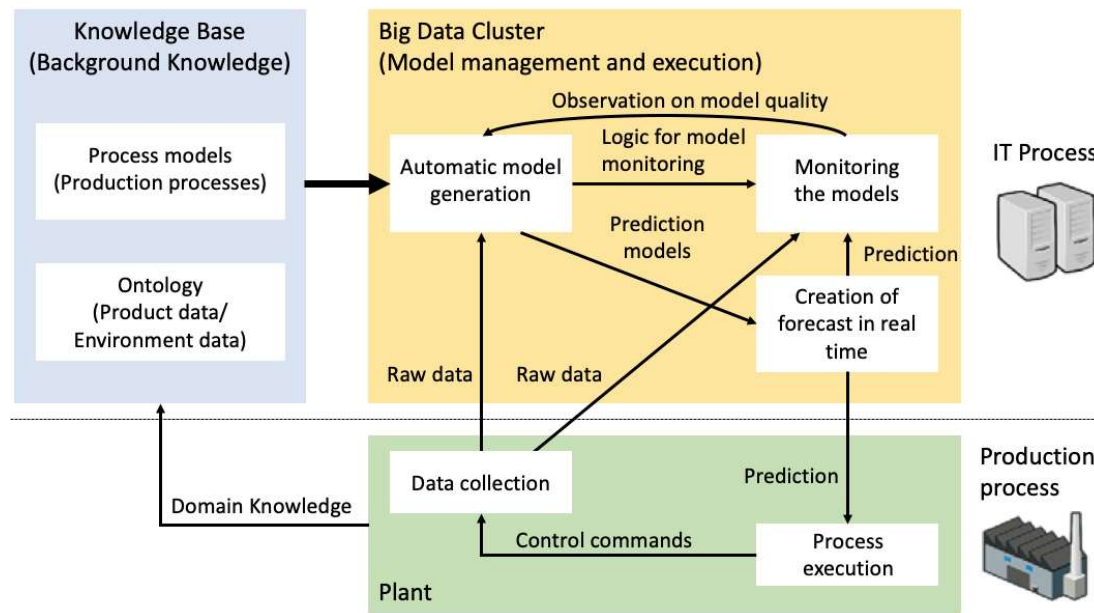 Knowledge Base
(Background Knowledge)
Process models
(Production processes)
Ontology
(Product data/
Environment data)
Big Data Cluster
(Model management and execution)
Observation on model quality
Automatic model
generation
Logic for model
monitoring
Monitoring
the models
Prediction
models
Prediction
Creation of
forecast in real
time
Raw data
Raw data
IT Process
Domain Knowledge
Data collection
Prediction
Control commands
Process
execution
Plant
Production
process